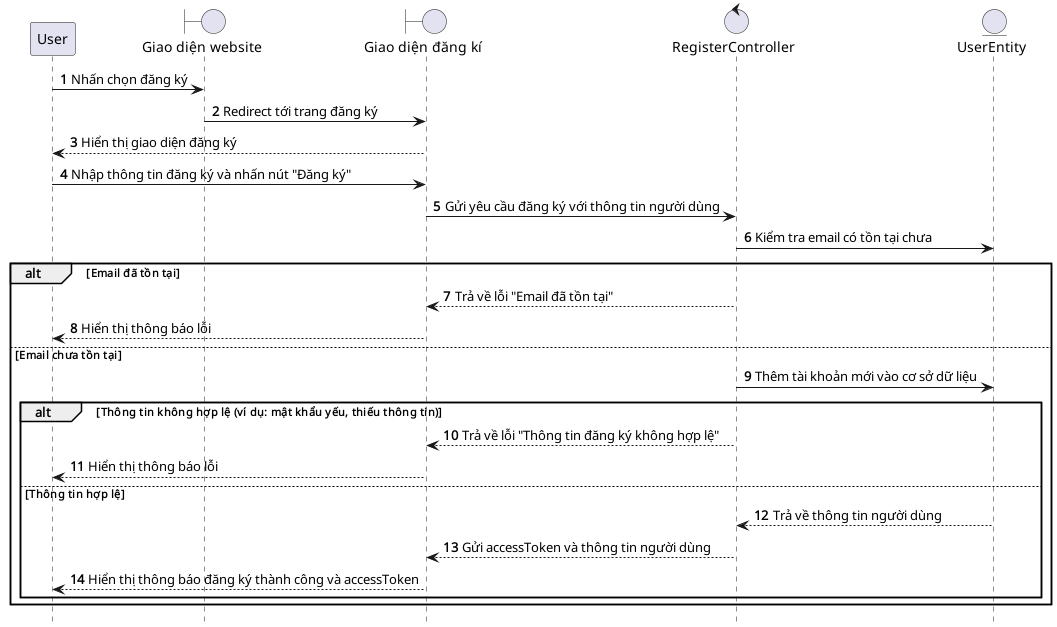 User
Giao diện website
Giao diện đăng kí
RegisterController
UserEntity
1 Nhấn chọn đăng ký
2 Redirect tới trang đăng ký
3 Hiển thị giao diện đăng ký
4 Nhập thông tin đăng ký và nhấn nút "Đăng ký"
5 Gửi yêu cầu đăng ký với thông tin người dùng
6 Kiểm tra email có tồn tại chưa
alt [Email đã tồn tại]
7 Trả về lỗi "Email đã tồn tại"
8 Hiển thị thông báo lỗi
[Email chưa tồn tại]
9 Thêm tài khoản mới vào cơ sở dữ liệu
alt [Thông tin không hợp lệ (ví dụ: mật khẩu yếu, thiếu thông tin)]
10 Trả về lỗi "Thông tin đăng ký không hợp lệ"
11 Hiển thị thông báo lỗi
[Thông tin hợp lệ]
12 Trả về thông tin người dùng
13 Gửi accessToken và thông tin người dùng
14 Hiển thị thông báo đăng ký thành công và accessToken